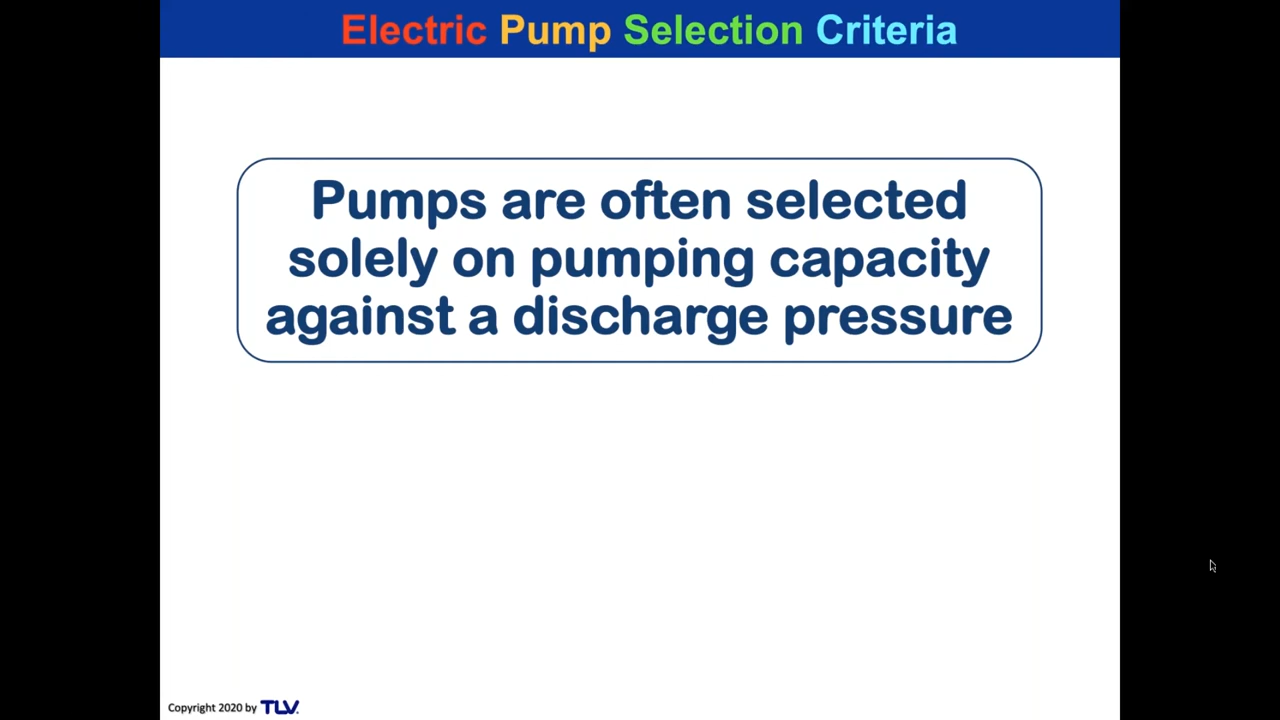 Electric Pump Selection Criteria
Pumps are often selected
solely on pumping capacity
against a discharge pressure
Copyright 2020 by TLV.